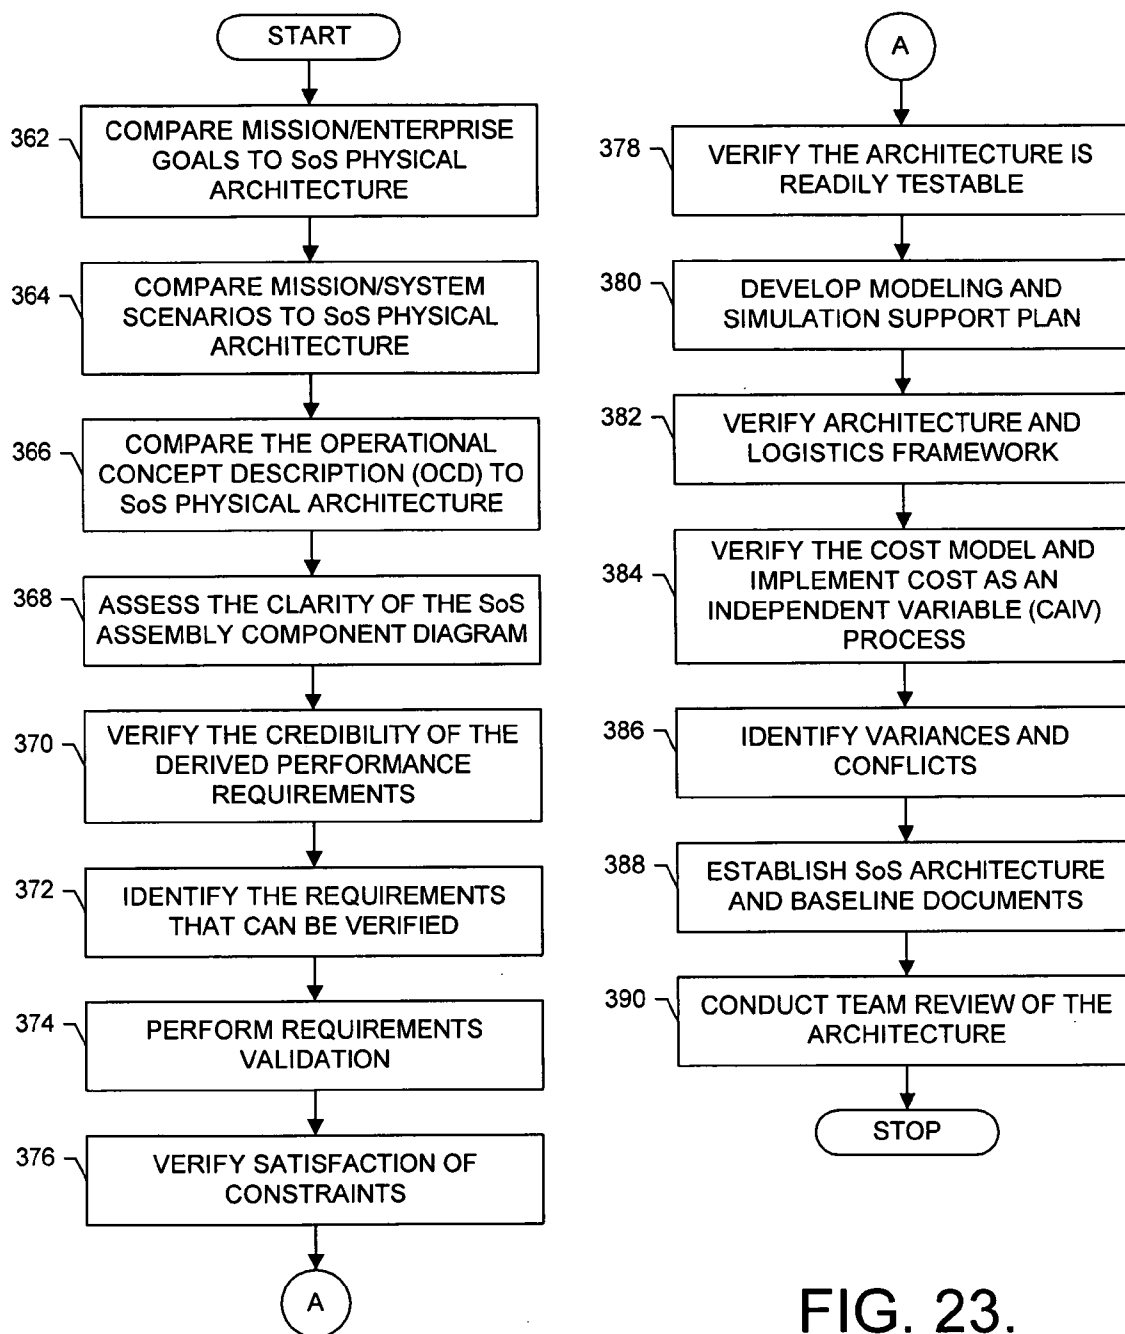 START
362
COMPARE MISSION/ENTERPRISE
GOALS TO SoS PHYSICAL
ARCHITECTURE
364
COMPARE MISSION/SYSTEM
SCENARIOS TO SoS PHYSICAL
ARCHITECTURE
366
COMPARE THE OPERATIONAL
CONCEPT DESCRIPTION (OCD) TO
SoS PHYSICAL ARCHITECTURE
368
ASSESS THE CLARITY OF THE SoS
ASSEMBLY COMPONENT DIAGRAM
370
VERIFY THE CREDIBILITY OF THE
DERIVED PERFORMANCE
REQUIREMENTS
372
IDENTIFY THE REQUIREMENTS
THAT CAN BE VERIFIED
374
PERFORM REQUIREMENTS
VALIDATION
376
VERIFY SATISFACTION OF
CONSTRAINTS
A
A
378
VERIFY THE ARCHITECTURE IS
READILY TESTABLE
380
DEVELOP MODELING AND
SIMULATION SUPPORT PLAN
382
VERIFY ARCHITECTURE AND
LOGISTICS FRAMEWORK
384
VERIFY THE COST MODEL AND
IMPLEMENT COST AS AN
INDEPENDENT VARIABLE (CAIV)
PROCESS
386
IDENTIFY VARIANCES AND
CONFLICTS
388
ESTABLISH SoS ARCHITECTURE
AND BASELINE DOCUMENTS
390
CONDUCT TEAM REVIEW OF THE
ARCHITECTURE
STOP
FIG. 23.